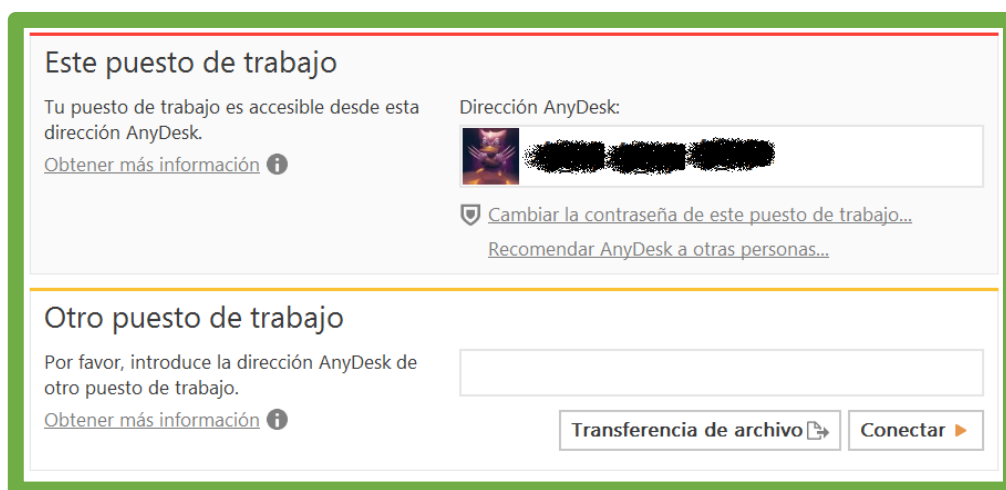 Este puesto de trabajo
Tu puesto de trabajo es accesible desde esta
dirección AnyDesk.
Obtener más información
Dirección AnyDesk:
Cambiar la contraseña de este puesto de trabajo...
Recomendar AnyDesk a otras personas...
Otro puesto de trabajo
Por favor, introduce la dirección AnyDesk de
otro puesto de trabajo.
Obtener más información
Transferencia de archivo
Conectar